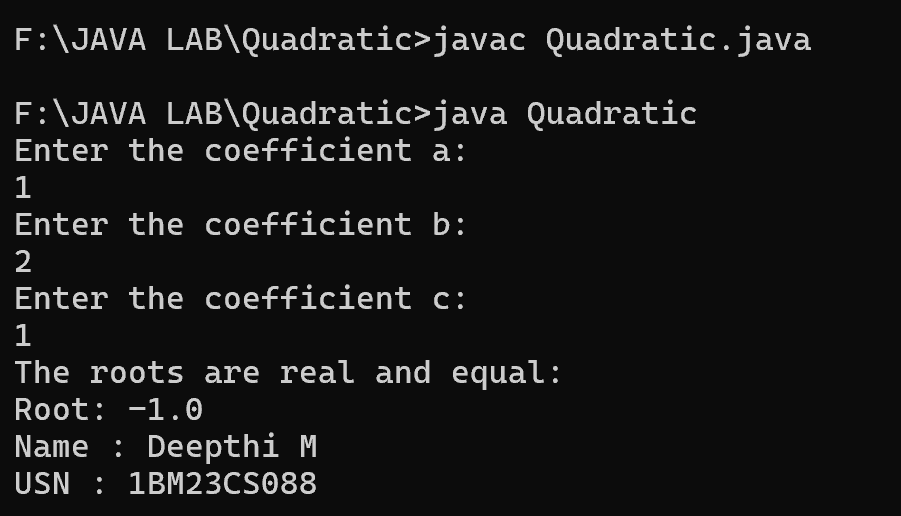 F:\JAVA LAB\Quadratic>javac Quadratic.java
F:\JAVA LAB\Quadratic>java Quadratic
Enter the coefficient a:
1
Enter the coefficient b:
2
Enter the coefficient c:
1
The roots are real and equal:
Root: -1.0
Name : Deepthi M
USN : 1BM23CS088